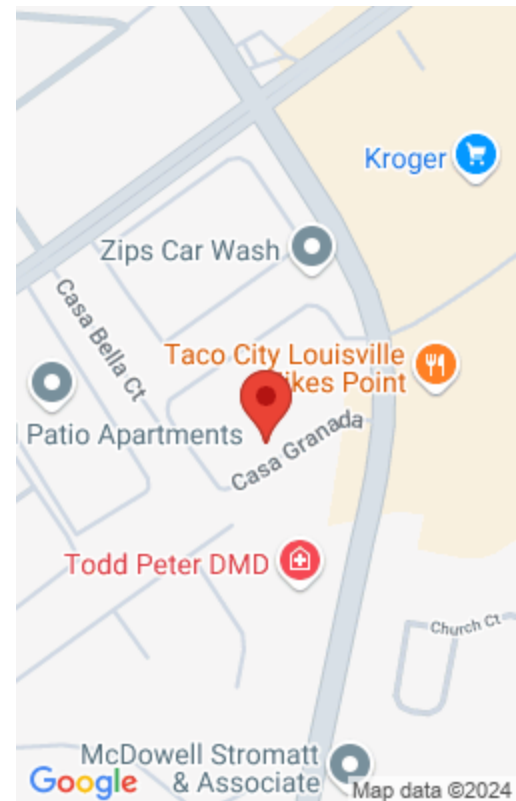 Kroger
Zips Car Wash
Casa Bella Ct
Taco City Louisville
ikes Point
Patio Apartments
Casa Granada
Todd Peter DMD
Church Ct
McDowell Stromatt
& Associate
Google
Map data ©2024